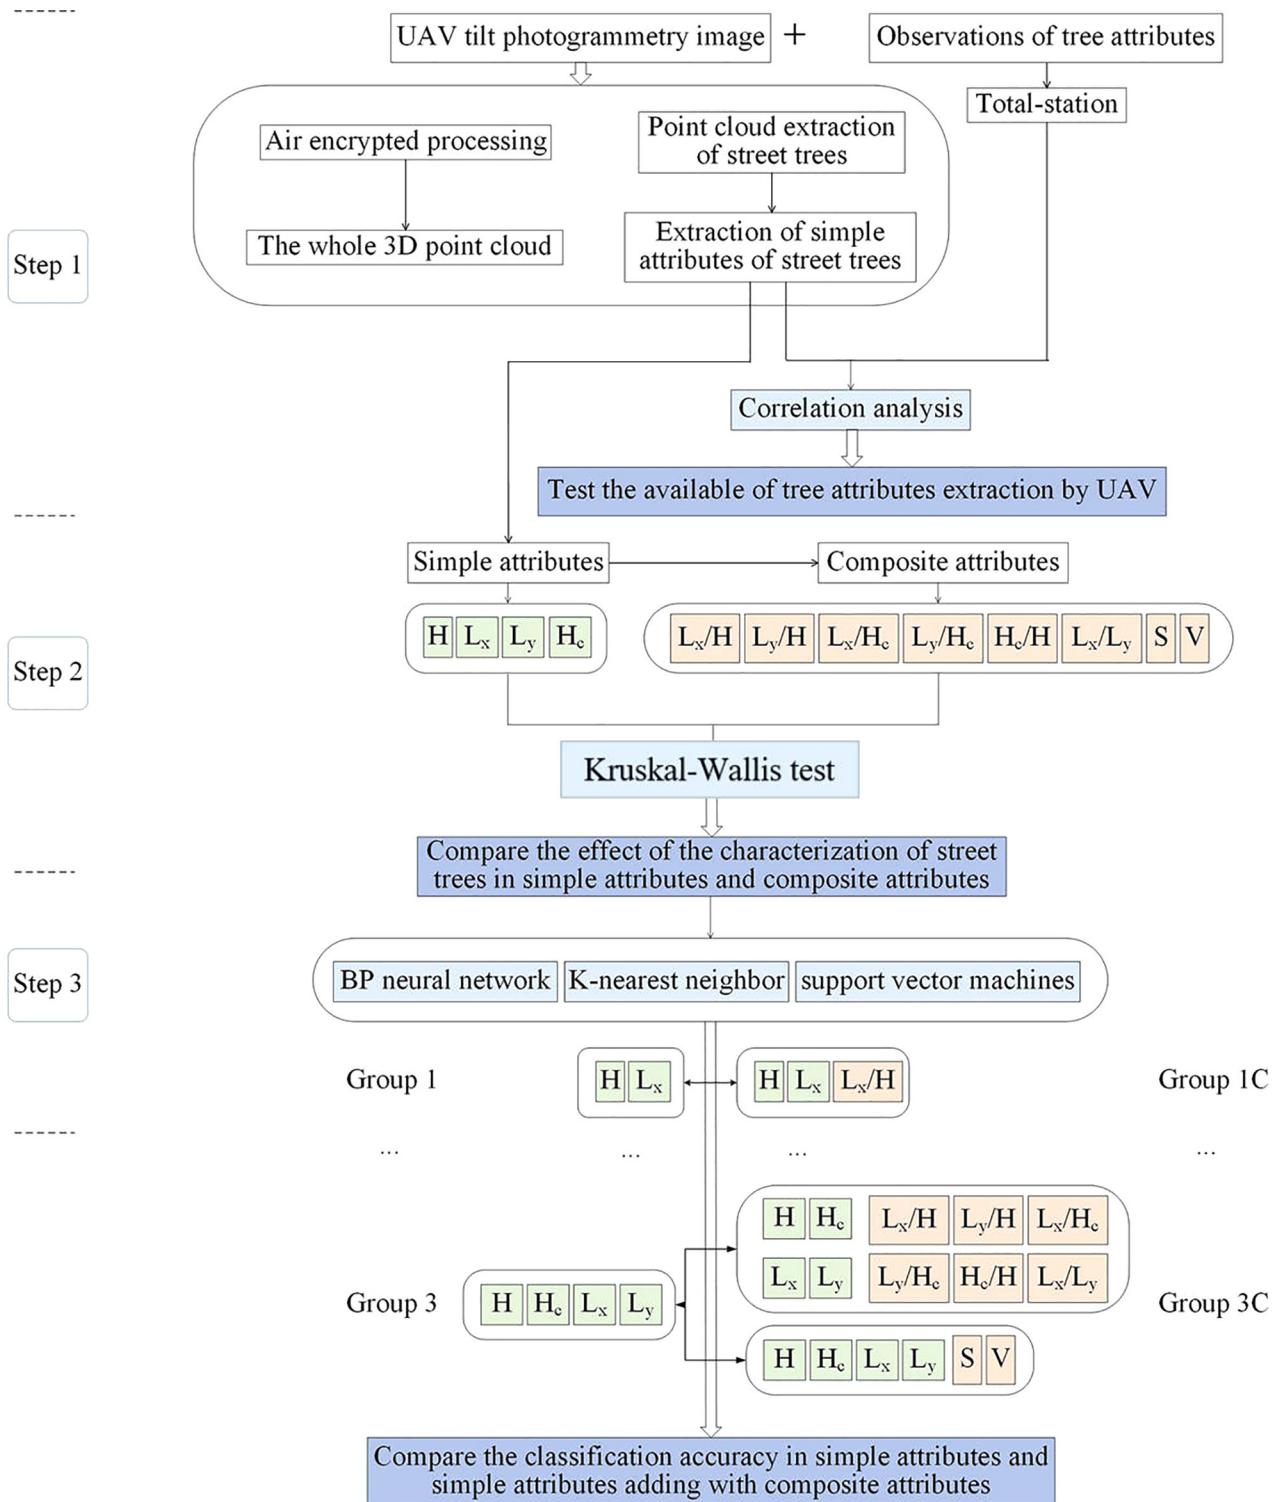 UAV tilt photogrammetry image + Observations of tree attributes
Total-station
Air encrypted processing
Point cloud extraction
of street trees
The whole 3D point cloud
Extraction of simple
attributes of street trees
Step 1
Correlation analysis
Test the available of tree attributes extraction by UAV
Simple attributes
Composite attributes
H Lx Ly Hc
Lx/H Ly/H Lx/Hc Ly/Hc Hc/H Lx/Ly S V
Step 2
Kruskal-Wallis test
Compare the effect of the characterization of street
trees in simple attributes and composite attributes
Step 3
BP neural network K-nearest neighbor support vector machines
Group 1 H Lx H Lx Lx/H Group 1C
... ... ... ...
H Hc Lx/H Ly/H Lx/Hc
Lx Ly Ly/Hc Hc/H Lx/Ly
Group 3 H Hc Lx Ly Group 3C
H Hc Lx Ly S V
Compare the classification accuracy in simple attributes and
simple attributes adding with composite attributes